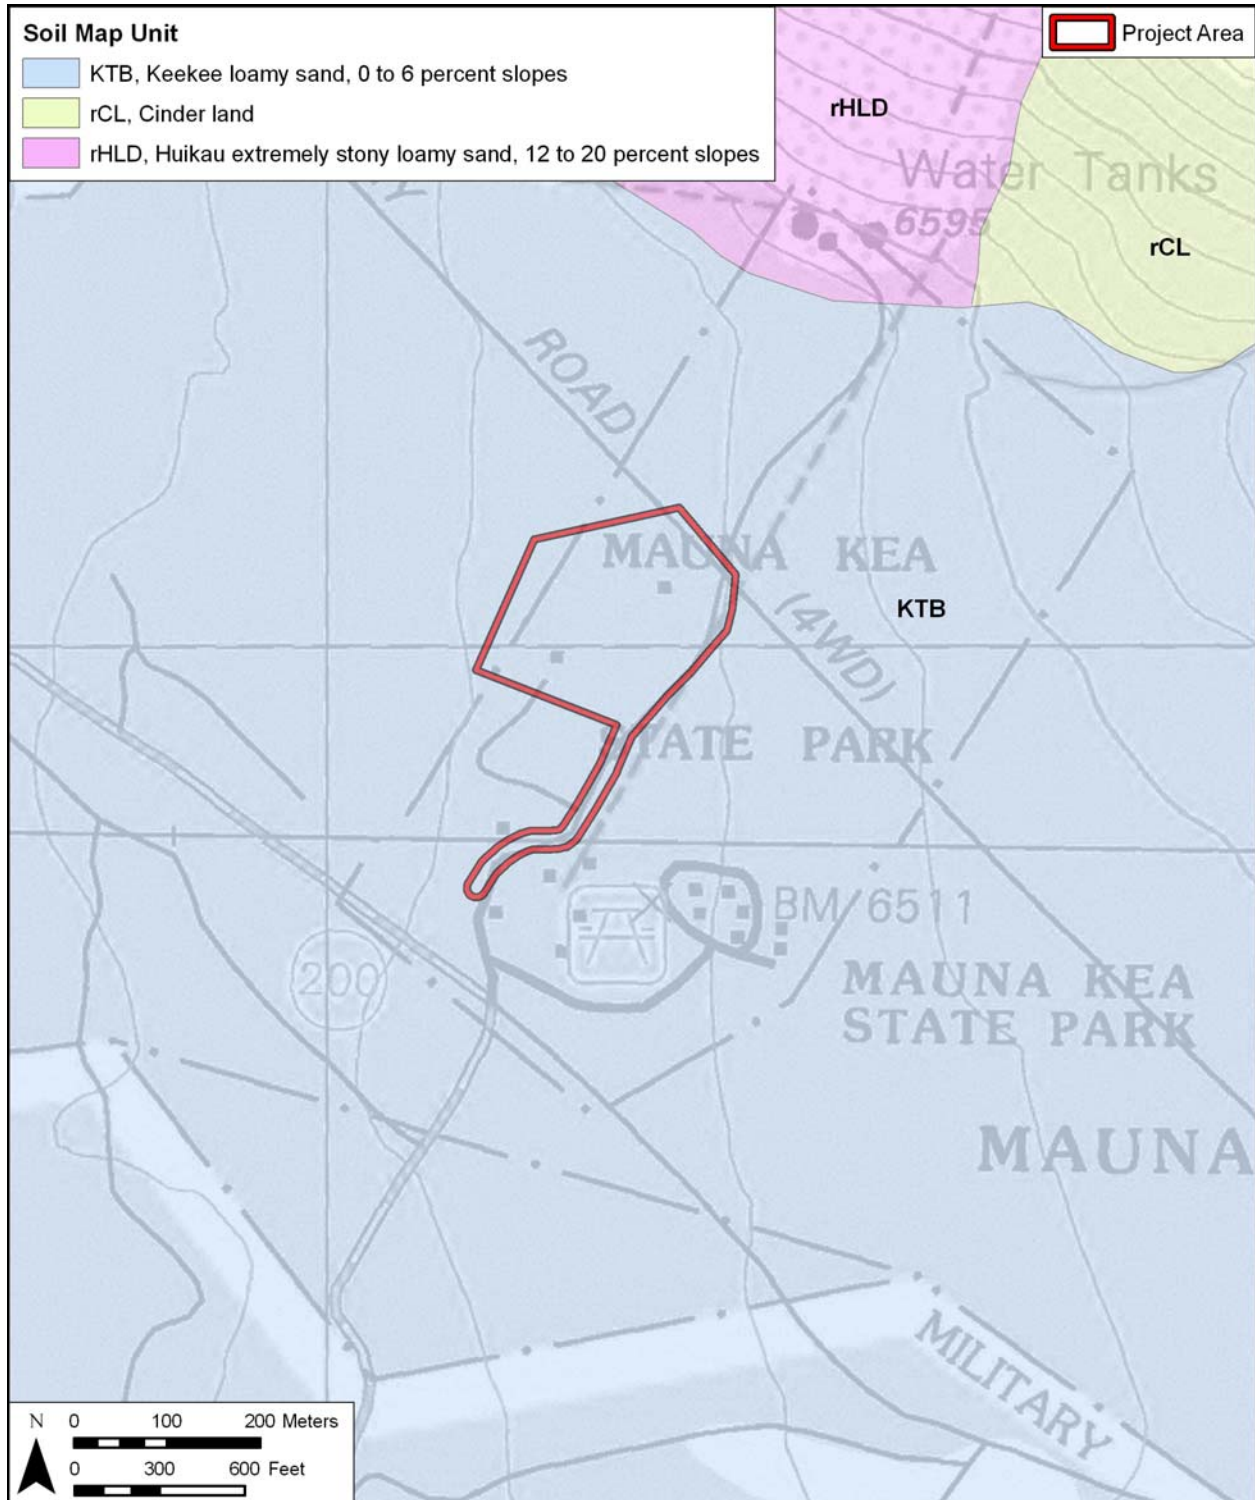 Soil Map Unit
KTB, Keekee loamy sand, 0 to 6 percent slopes
rCL, Cinder land
rHLD, Huikau extremely stony loamy sand, 12 to 20 percent slopes
Project Area
rHLD
Water Tanks
6595
rCL
ROAD
MAUNA KEA
KTB
(4WD)
STATE PARK
BM 6511
200
MAUNA KEA
STATE PARK
MAUNA
MILITARY
N 0 100 200 Meters
0 300 600 Feet